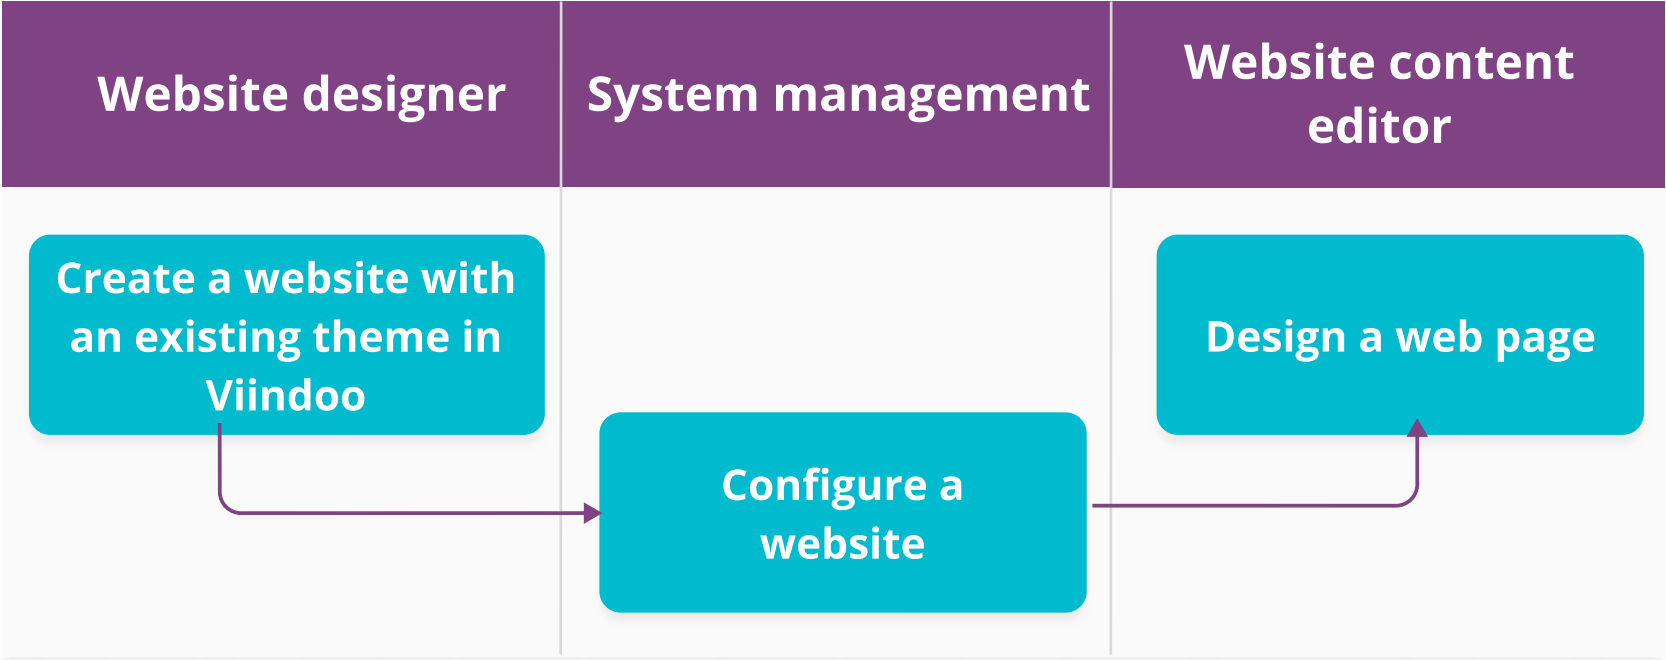 Website designer
System management
Website content
editor
Create a website with
an existing theme in
Viindoo
Configure a
website
Design a web page